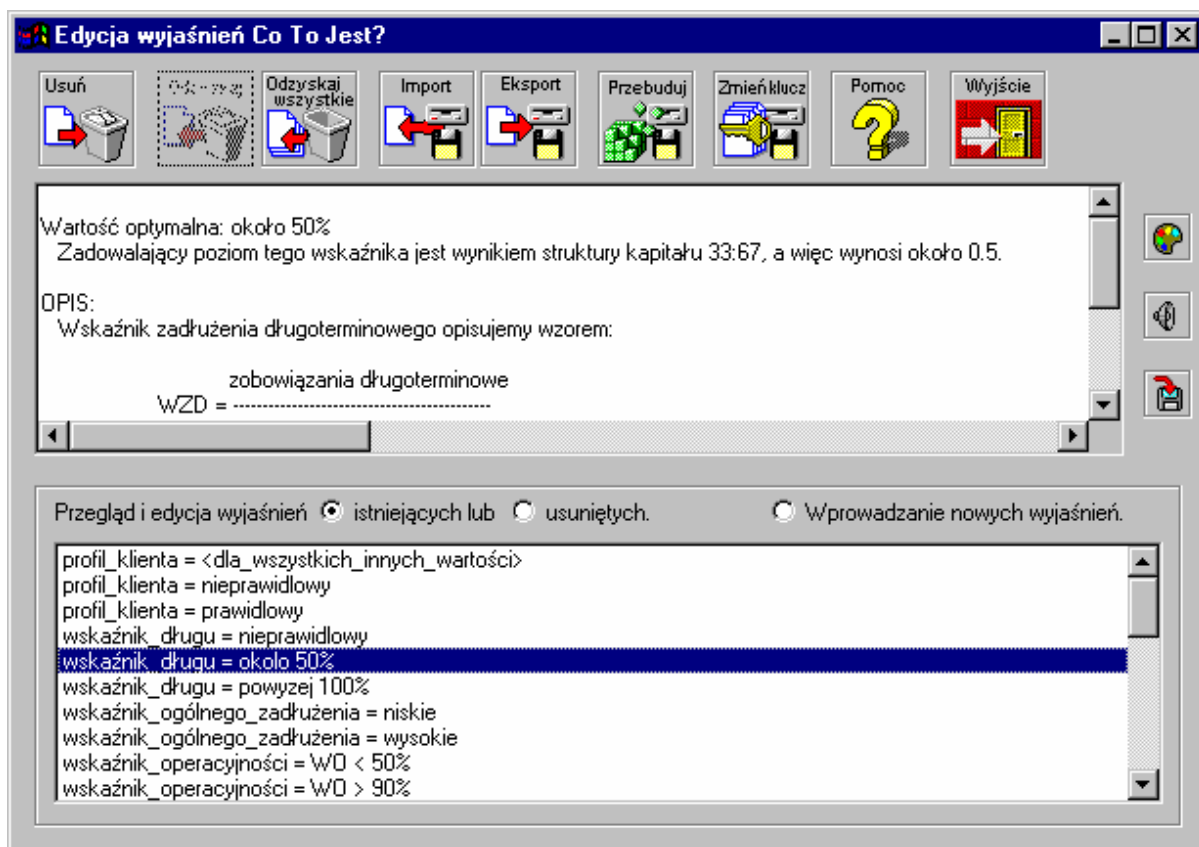 Edycja wyjaśnień Co To Jest?
Usuń
Odzyskaj wszystkie
Import
Eksport
Przebuduj
Zmień klucz
Pomoc
Wyjście
Wartość optymalna: około 50%
Zadowalający poziom tego wskaźnika jest wynikiem struktury kapitału 33:67, a więc wynosi około 0.5.
OPIS:
Wskaźnik zadłużenia długoterminowego opisujemy wzorem:
zobowiązania długoterminowe
WZD = -------------------------------------------
Przegląd i edycja wyjaśnień istniejących lub usuniętych. Wprowadzanie nowych wyjaśnień.
profil_klienta = <dla_wszystkich_innych_wartości>
profil_klienta = nieprawidlowy
profil_klienta = prawidlowy
wskaźnik_długu = nieprawidlowy
wskaźnik_długu = okolo 50%
wskaźnik_długu = powyzej 100%
wskaźnik_ogólnego_zadłużenia = niskie
wskaźnik_ogólnego_zadłużenia = wysokie
wskaźnik_operacyjności = WO < 50%
wskaźnik_operacyjności = WO > 90%